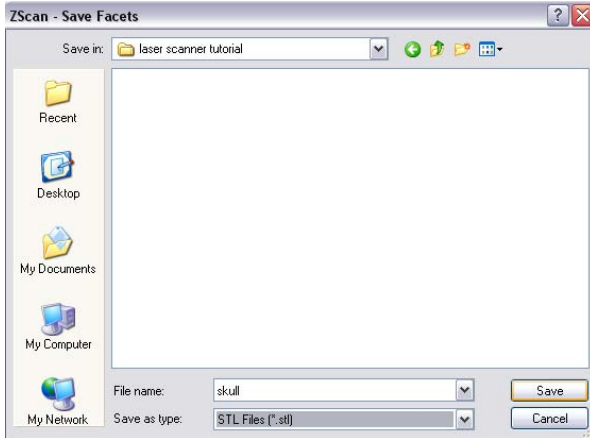 ZScan - Save Facets
Save in: laser scanner tutorial
Recent
Desktop
My Documents
My Computer
My Network
File name: skull Save
Save as type: STL Files (*.stl) Cancel